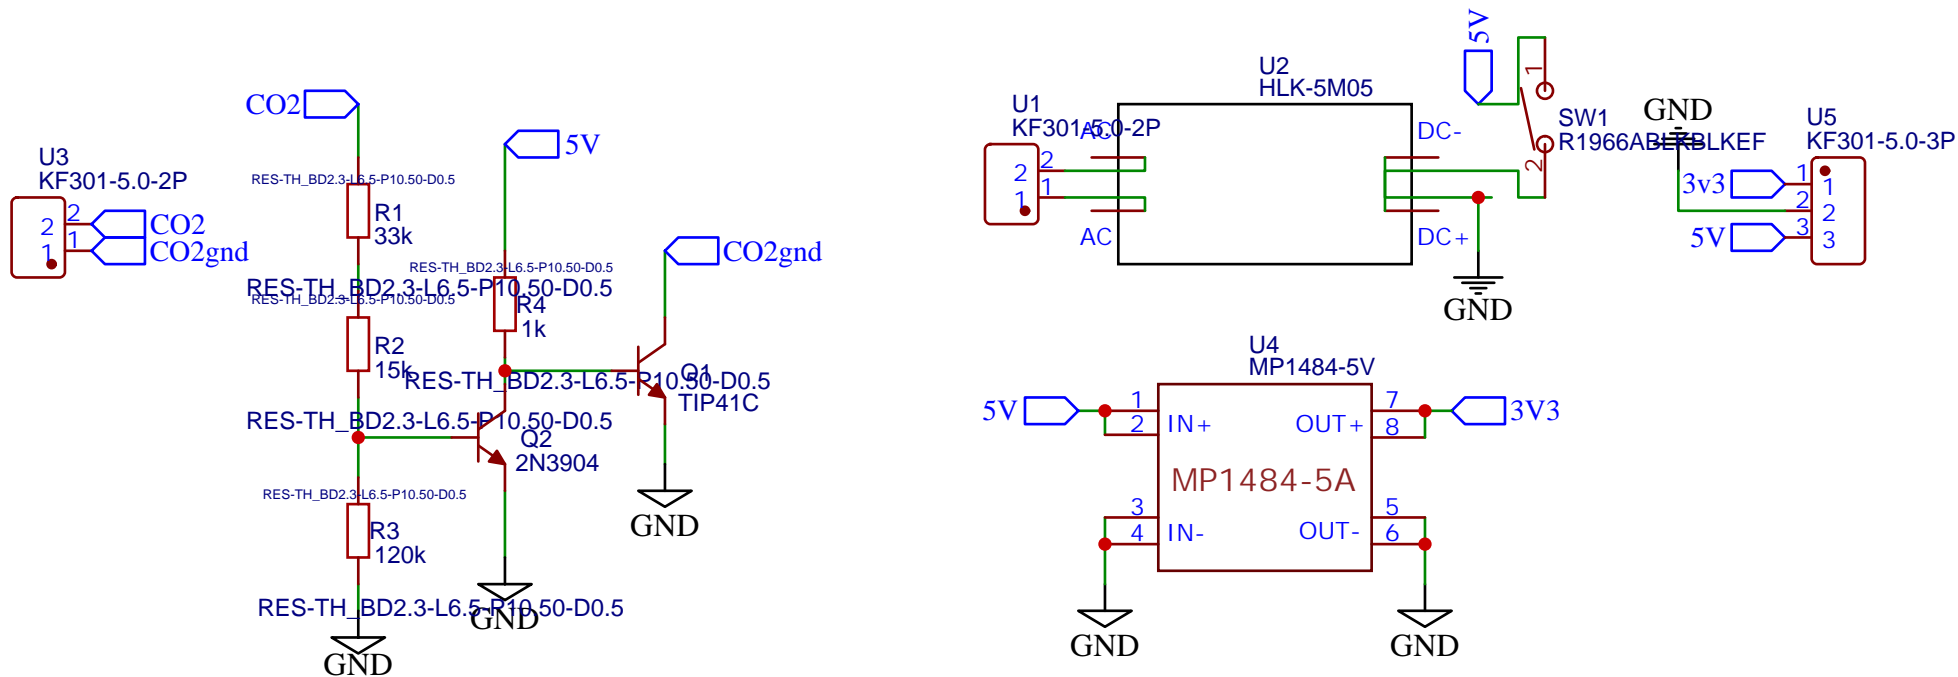 CO2
U3
KF301-5.0-2P
2
1
2
1
CO2
CO2gnd
RES-TH_BD2.3-L6.5-P10.50-D0.5
R1
33k
RES-TH_BD2.3-L6.5-P10.50-D0.5
RES-TH_BD2.3-L6.5-P10.50-D0.5
R2
15k
RES-TH_BD2.3-L6.5-P10.50-D0.5
RES-TH_BD2.3-L6.5-P10.50-D0.5
R3
120k
RES-TH_BD2.3-L6.5-P10.50-D0.5
GND
5V
RES-TH_BD2.3-L6.5-P10.50-D0.5
R4
1k
RES-TH_BD2.3-L6.5-P10.50-D0.5
Q2
2N3904
GND
CO2gnd
Q1
TIP41C
GND
U1
KF301-5.0-2P
2
1
2
1
U2
HLK-5M05
AC
AC
DC-
DC+
5V
1
2
SW1
R1966ABLKBLKEF
GND
GND
U5
KF301-5.0-3P
3v3
5V
1
2
3
1
2
3
U4
MP1484-5V
5V
1
2
IN+
OUT+
7
8
3V3
MP1484-5A
3
4
IN-
OUT-
5
6
GND
GND